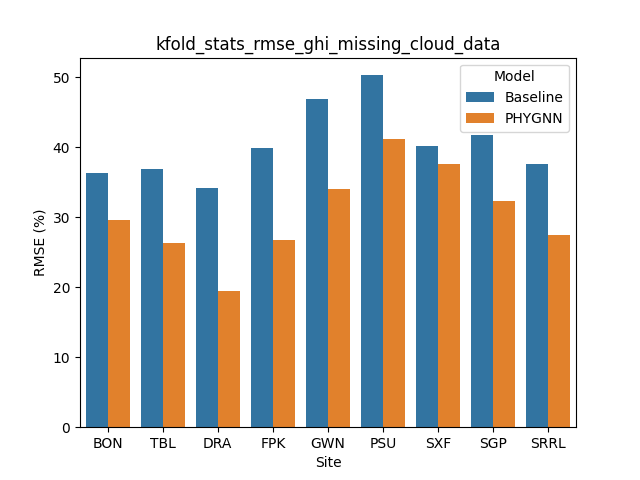 kfold_stats_rmse_ghi_missing_cloud_data
Model
Baseline
PHYGNN
RMSE (%)
50
40
30
20
10
0
BON TBL DRA FPK GWN PSU SXF SGP SRRL
Site